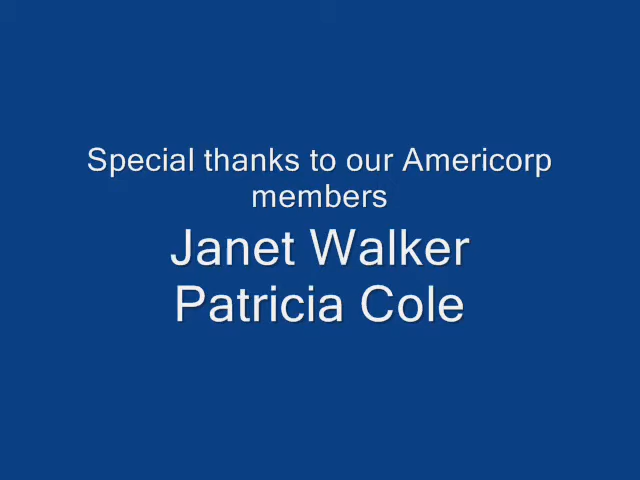 Special thanks to our Americorp
members
Janet Walker
Patricia Cole